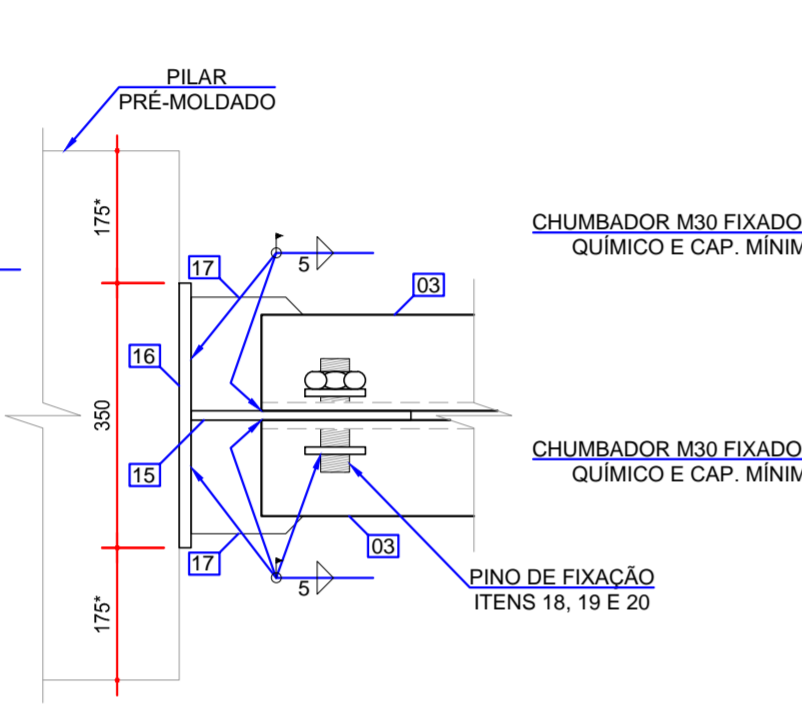 PILAR
PRÉ-MOLDADO
175*
CHUMBADOR M30 FIXADO
QUÍMICO E CAP. MÍNIM
17
5
03
16
350
15
CHUMBADOR M30 FIXADO
QUÍMICO E CAP. MÍNIM
03
17
5
PINO DE FIXAÇÃO
ITENS 18, 19 E 20
175*